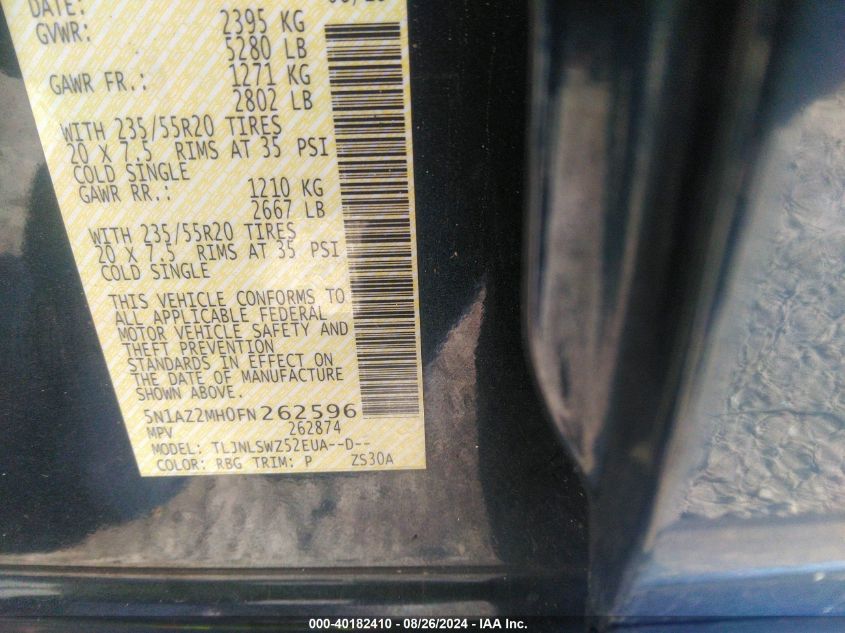 DATE:
GVWR: 2395 KG
5280 LB
GAWR FR.: 1271 KG
2802 LB
WITH 235/55R20 TIRES
20 X 7.5 RIMS AT 35 PSI
COLD SINGLE
GAWR RR.: 1210 KG
2667 LB
WITH 235/55R20 TIRES
20 X 7.5 RIMS AT 35 PSI
COLD SINGLE
THIS VEHICLE CONFORMS TO
ALL APPLICABLE FEDERAL
MOTOR VEHICLE SAFETY AND
THEFT PREVENTION
STANDARDS IN EFFECT ON
THE DATE OF MANUFACTURE
SHOWN ABOVE.
5N1AZ2MH0FN262596
MPV 262874
MODEL: TLJNLSWZ52EUA--D--
COLOR: RBG TRIM: P ZS30A
000-40182410 - 08/26/2024 - IAA Inc.